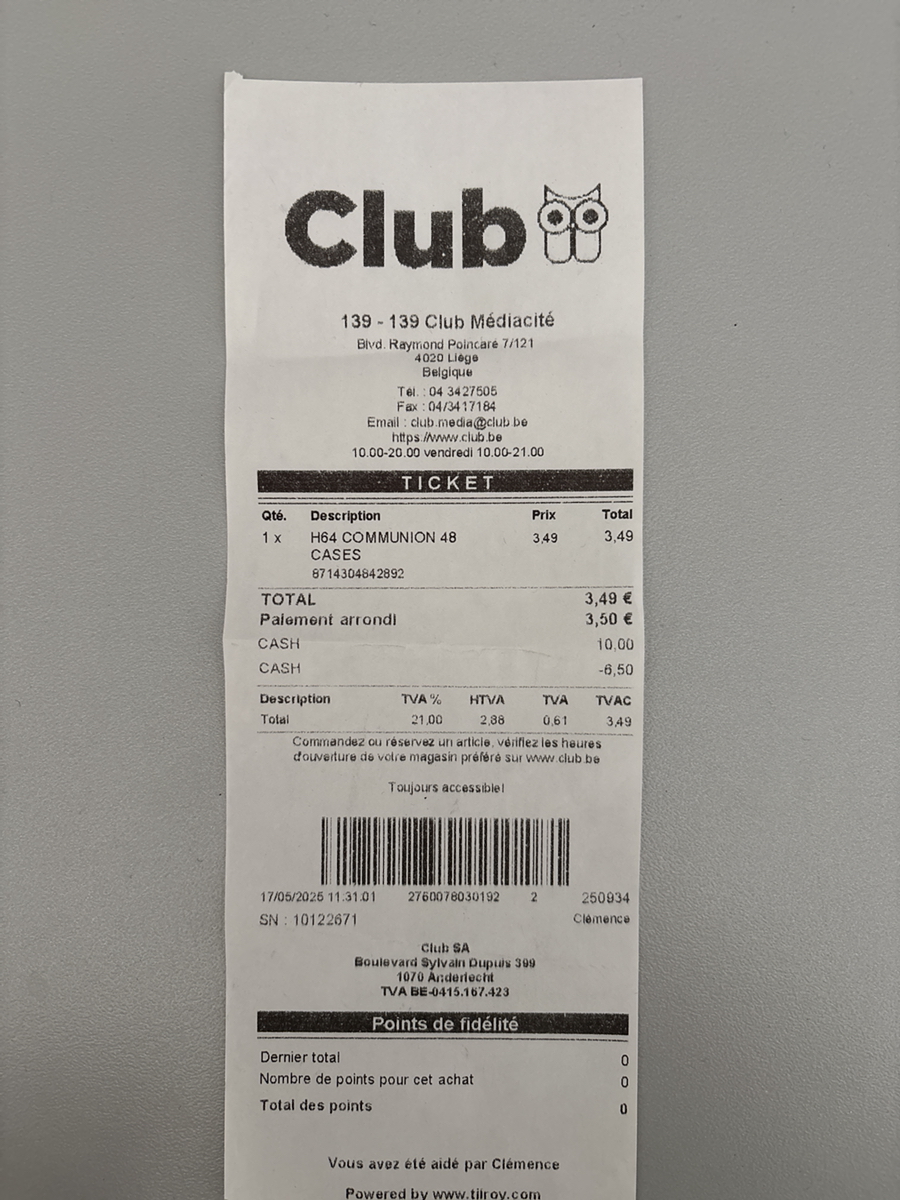 Club
139 - 139 Club Médiacité
Blvd. Raymond Poincaré 7/121
4020 Liège
Belgique
Tél. : 04 3427505
Fax : 04/3417184
Email : club.media@club.be
https://www.club.be
10.00-20.00 vendredi 10.00-21.00
TICKET
Qté. Description Prix Total
1 x H64 COMMUNION 48 3,49 3,49
CASES
8714304842892
TOTAL 3,49 €
Paiement arrondi 3,50 €
CASH 10,00
CASH -6,50
Description TVA % HTVA TVA TVAC
Total 21,00 2,88 0,61 3,49
Commandez ou réservez un article, vérifiez les heures
d'ouverture de votre magasin préféré sur www.club.be
Toujours accessible!
17/05/2025 11.31.01 2760078030192 2 250934
SN : 10122671 Clémence
Club SA
Boulevard Sylvain Dupuis 399
1070 Anderlecht
TVA BE-0415.167.423
Points de fidélité
Dernier total 0
Nombre de points pour cet achat 0
Total des points 0
Vous avez été aidé par Clémence
Powered by www.tilroy.com